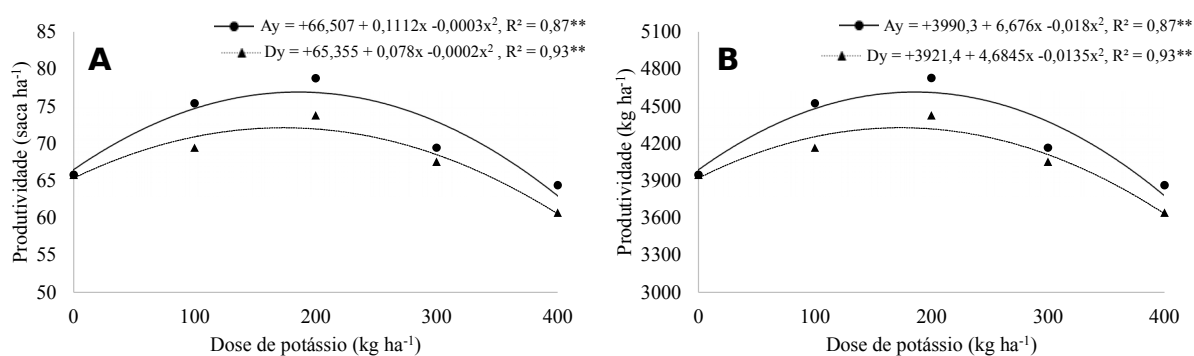 Ay = +66,507 + 0,1112x -0,0003x², R² = 0,87**
Dy = +65,355 + 0,078x -0,0002x² , R² = 0,93**
A
85
80
75
70
65
60
55
50
Produtividade (saca ha⁻¹)
0 100 200 300 400
Dose de potássio (kg ha⁻¹)
Ay = +3990,3 + 6,676x -0,018x², R² = 0,87**
Dy = +3921,4 + 4,6845x -0,0135x², R² = 0,93**
B
5100
4800
4500
4200
3900
3600
3300
3000
Produtividade (kg ha⁻¹)
0 100 200 300 400
Dose de potássio (kg ha⁻¹)